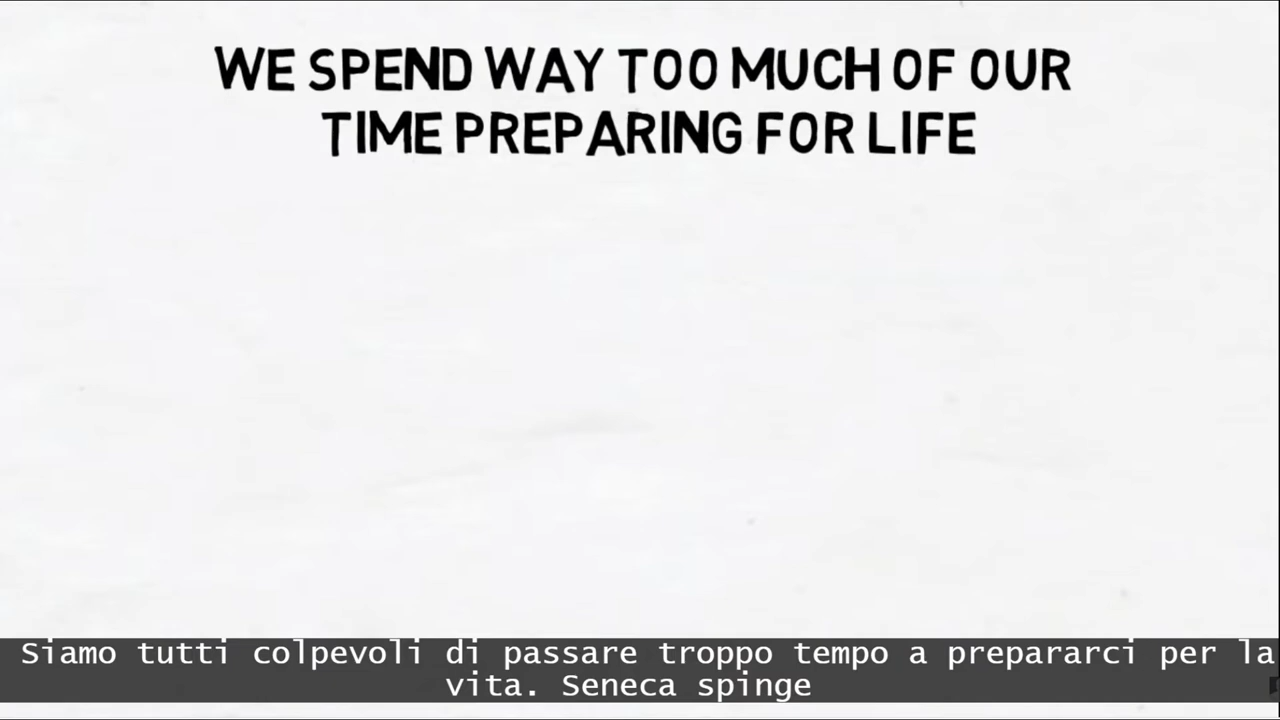 WE SPEND WAY TOO MUCH OF OUR
TIME PREPARING FOR LIFE
Siamo tutti colpevoli di passare troppo tempo a prepararci per la
vita. Seneca spinge